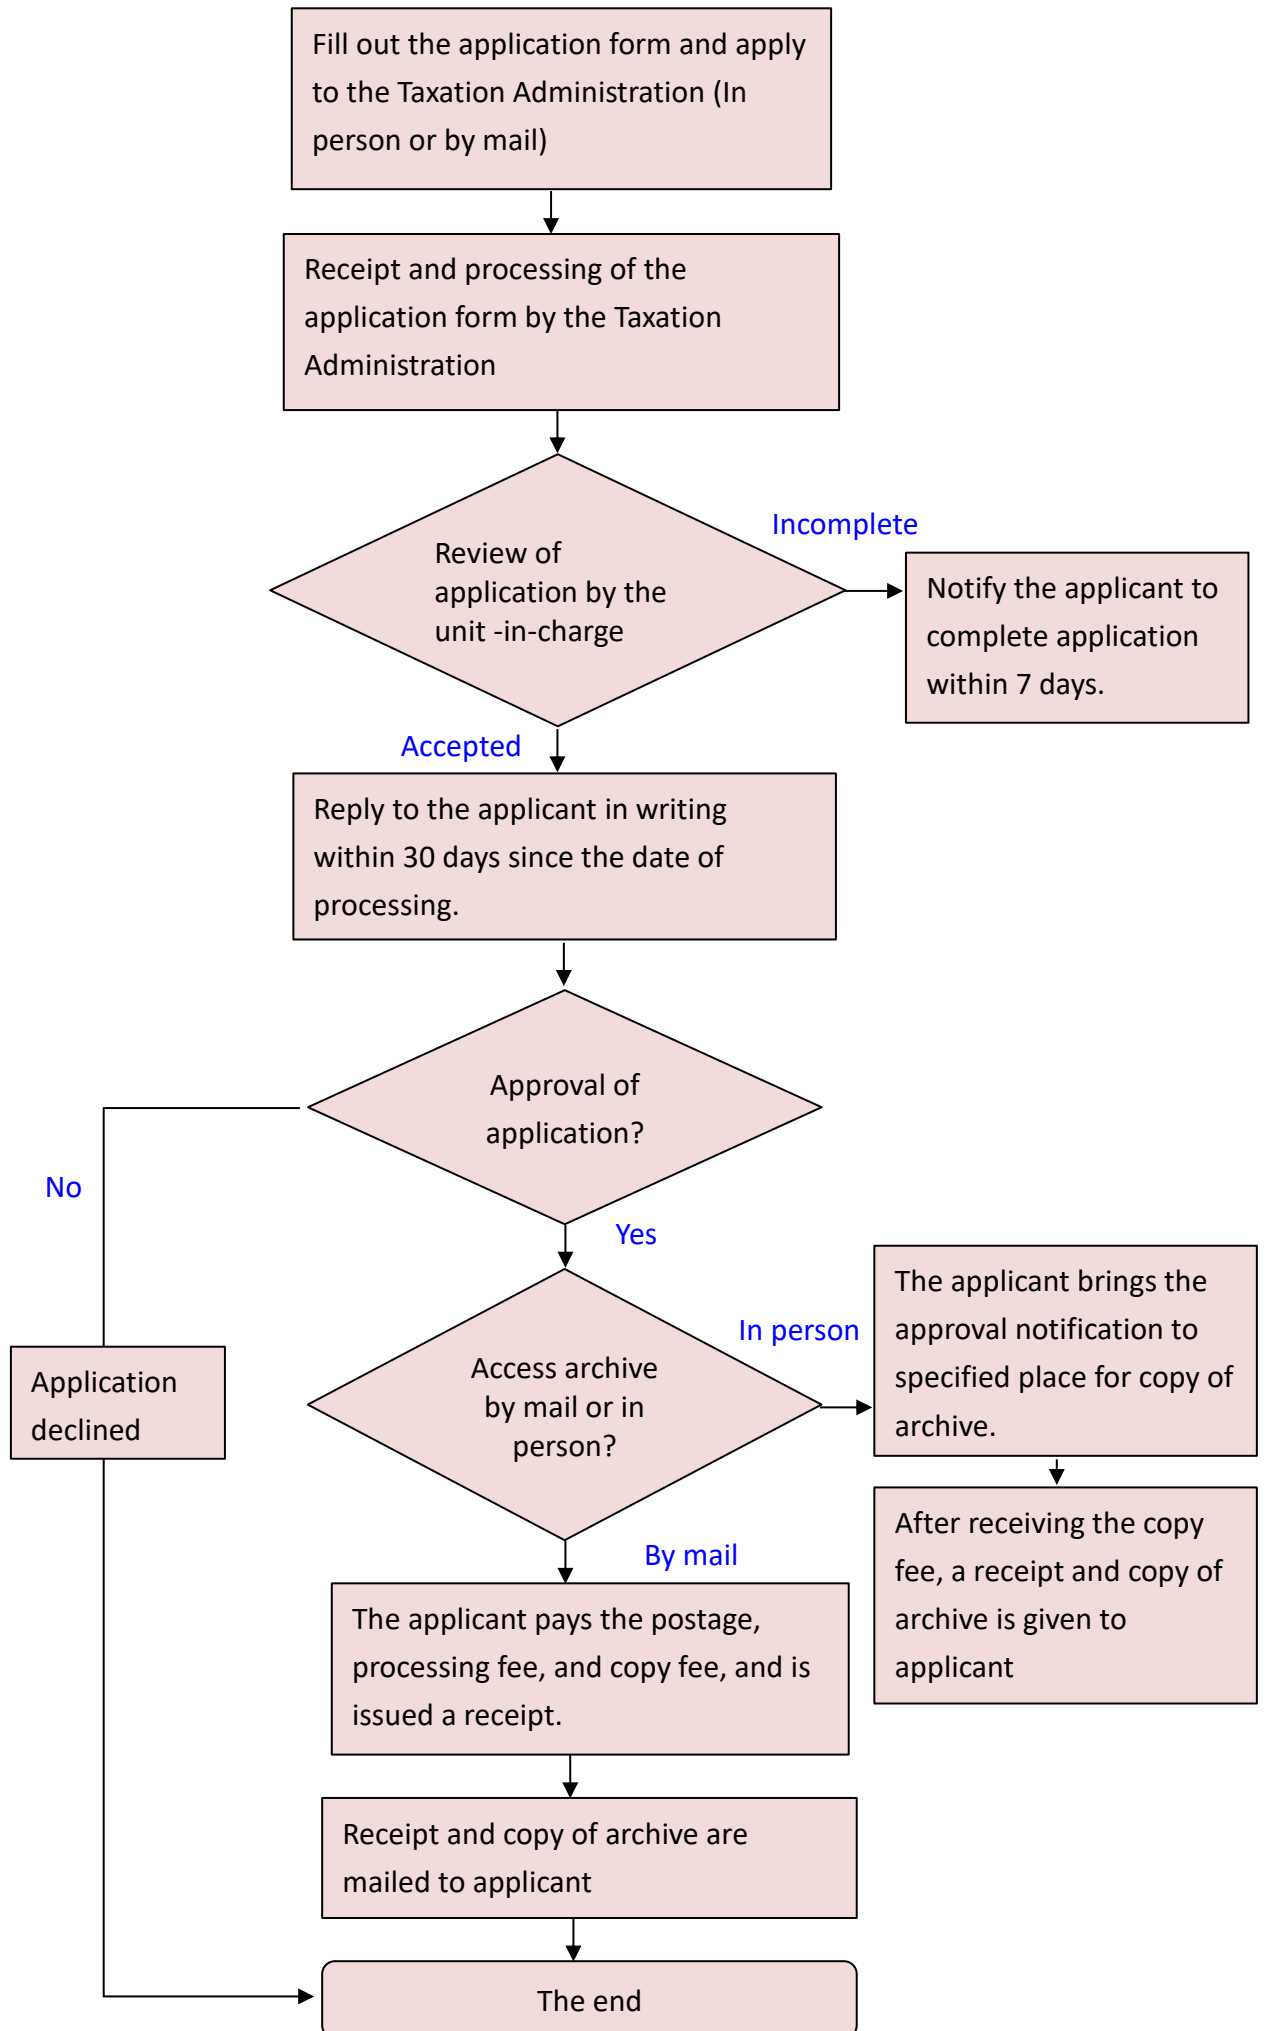 Fill out the application form and apply
to the Taxation Administration (In
person or by mail)
Receipt and processing of the
application form by the Taxation
Administration
Incomplete
Review of
application by the
unit -in-charge
Notify the applicant to
complete application
within 7 days.
Accepted
Reply to the applicant in writing
within 30 days since the date of
processing.
Approval of
application?
No
Yes
The applicant brings the
approval notification to
specified place for copy of
archive.
In person
Access archive
by mail or in
person?
Application
declined
After receiving the copy
fee, a receipt and copy of
archive is given to
applicant
By mail
The applicant pays the postage,
processing fee, and copy fee, and is
issued a receipt.
Receipt and copy of archive are
mailed to applicant
The end